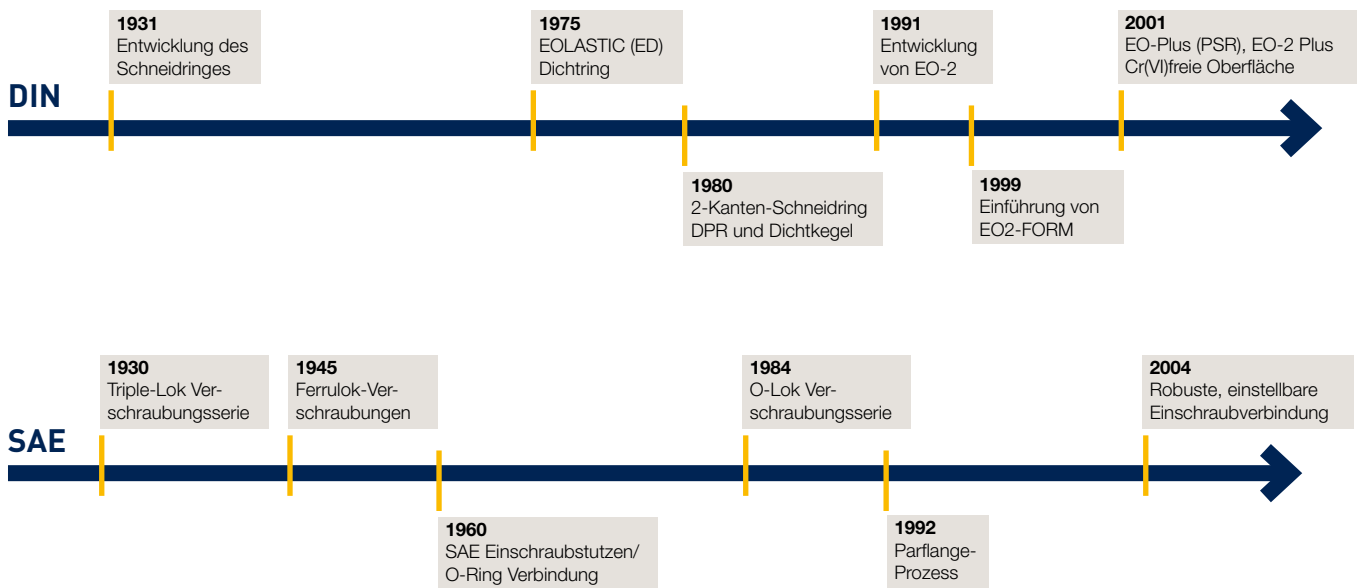 DIN
1931
Entwicklung des
Schneidringes
1975
EOLASTIC (ED)
Dichtring
1980
2-Kanten-Schneidring
DPR und Dichtkegel
1991
Entwicklung
von EO-2
1999
Einführung von
EO2-FORM
2001
EO-Plus (PSR), EO-2 Plus
Cr(VI)freie Oberfläche
SAE
1930
Triple-Lok Ver-
schraubungsserie
1945
Ferrulok-Ver-
schraubungen
1960
SAE Einschraubstutzen/
O-Ring Verbindung
1984
O-Lok Ver-
schraubungsserie
1992
Parflange-
Prozess
2004
Robuste, einstellbare
Einschraubverbindung